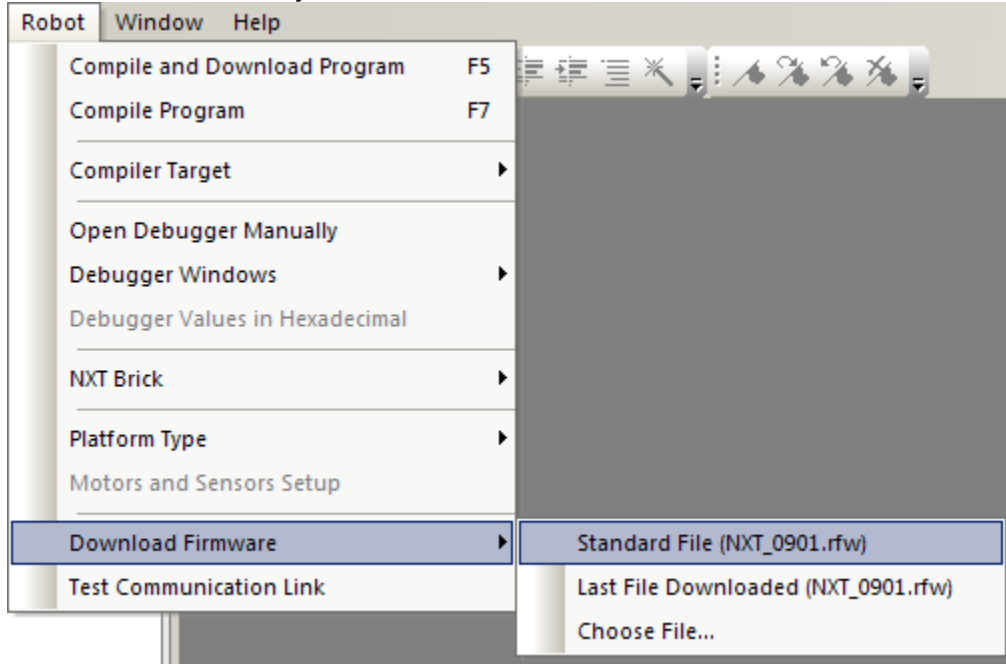 Robot Window Help
Compile and Download Program F5
Compile Program F7
Compiler Target
Open Debugger Manually
Debugger Windows
Debugger Values in Hexadecimal
NXT Brick
Platform Type
Motors and Sensors Setup
Download Firmware
Standard File (NXT_0901.rfw)
Test Communication Link
Last File Downloaded (NXT_0901.rfw)
Choose File...